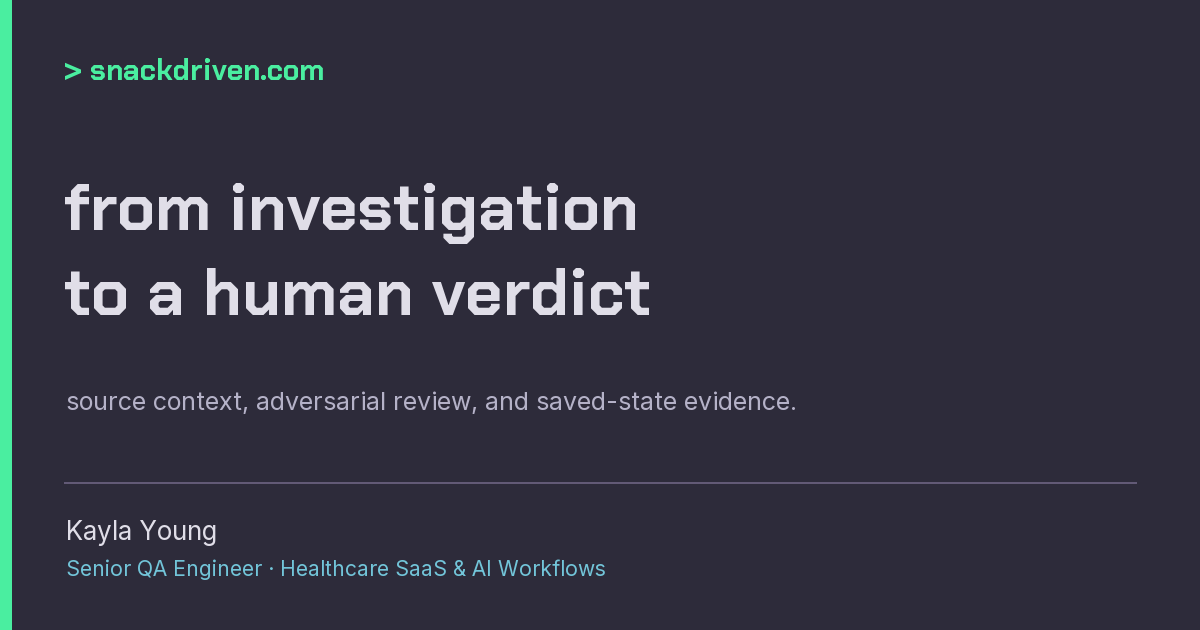 > snackdriven.com
from investigation
to a human verdict
source context, adversarial review, and saved-state evidence.
Kayla Young
Senior QA Engineer · Healthcare SaaS & AI Workflows